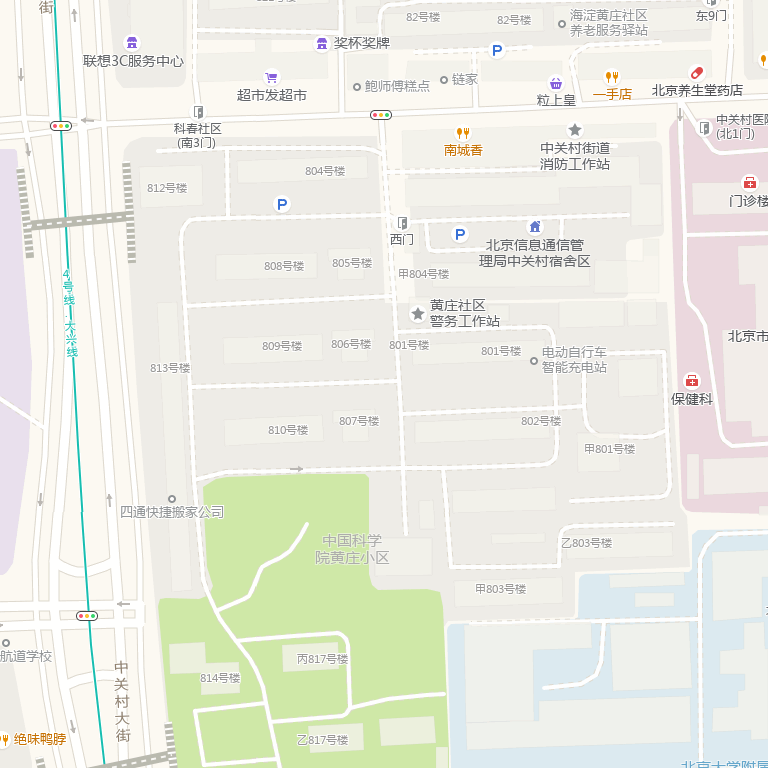 街
82号楼
82号楼
海淀黄庄社区
养老服务驿站
东9门
联想3C服务中心
奖杯奖牌
P
超市发超市
鲍师傅糕点
链家
粒上皇
一手店
北京养生堂药店
科春社区
(南3门)
南城香
中关村街道
消防工作站
中关村医院
(北1门)
804号楼
812号楼
P
门诊楼
西门
P
北京信息通信管
理局中关村宿舍区
808号楼
805号楼
甲804号楼
4号线·大兴线
黄庄社区
警务工作站
809号楼
806号楼
801号楼
801号楼
电动自行车
智能充电站
北京市
813号楼
保健科
810号楼
807号楼
802号楼
甲801号楼
四通快捷搬家公司
中国科学
院黄庄小区
乙803号楼
甲803号楼
航道学校
中关村大街
丙817号楼
814号楼
乙817号楼
绝味鸭脖
北京大学附属